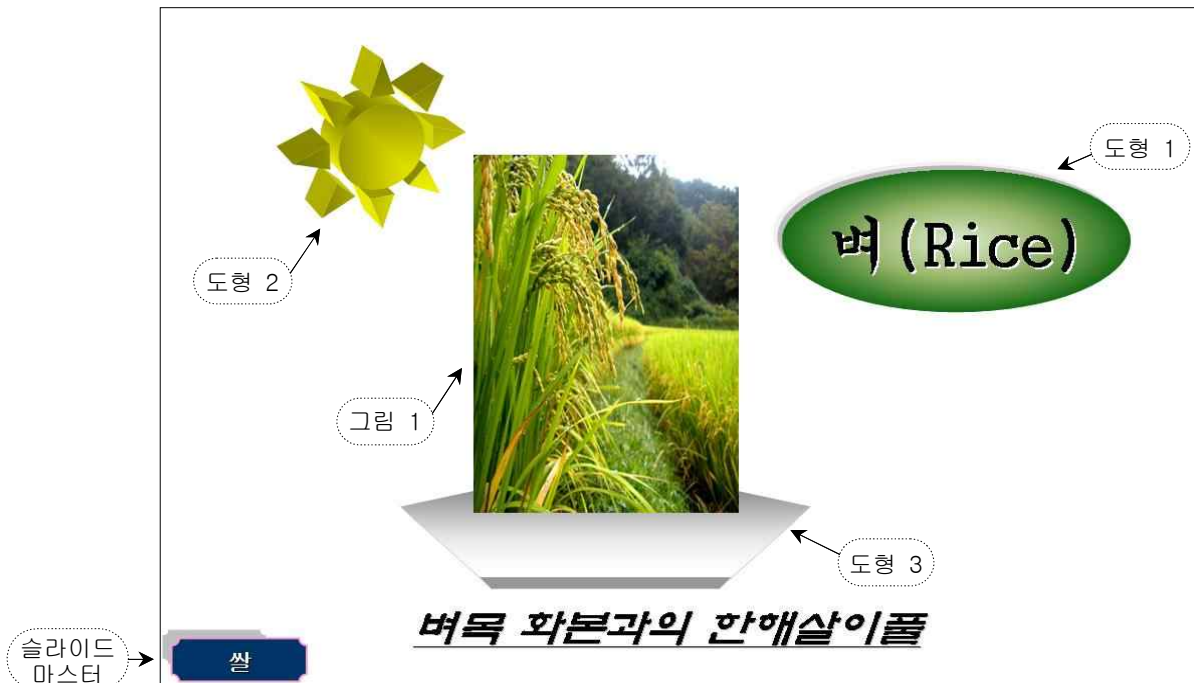 도형 1
벼(Rice)
도형 2
그림 1
도형 3
벼목 화본과의 한해살이풀
슬라이드
마스터
쌀